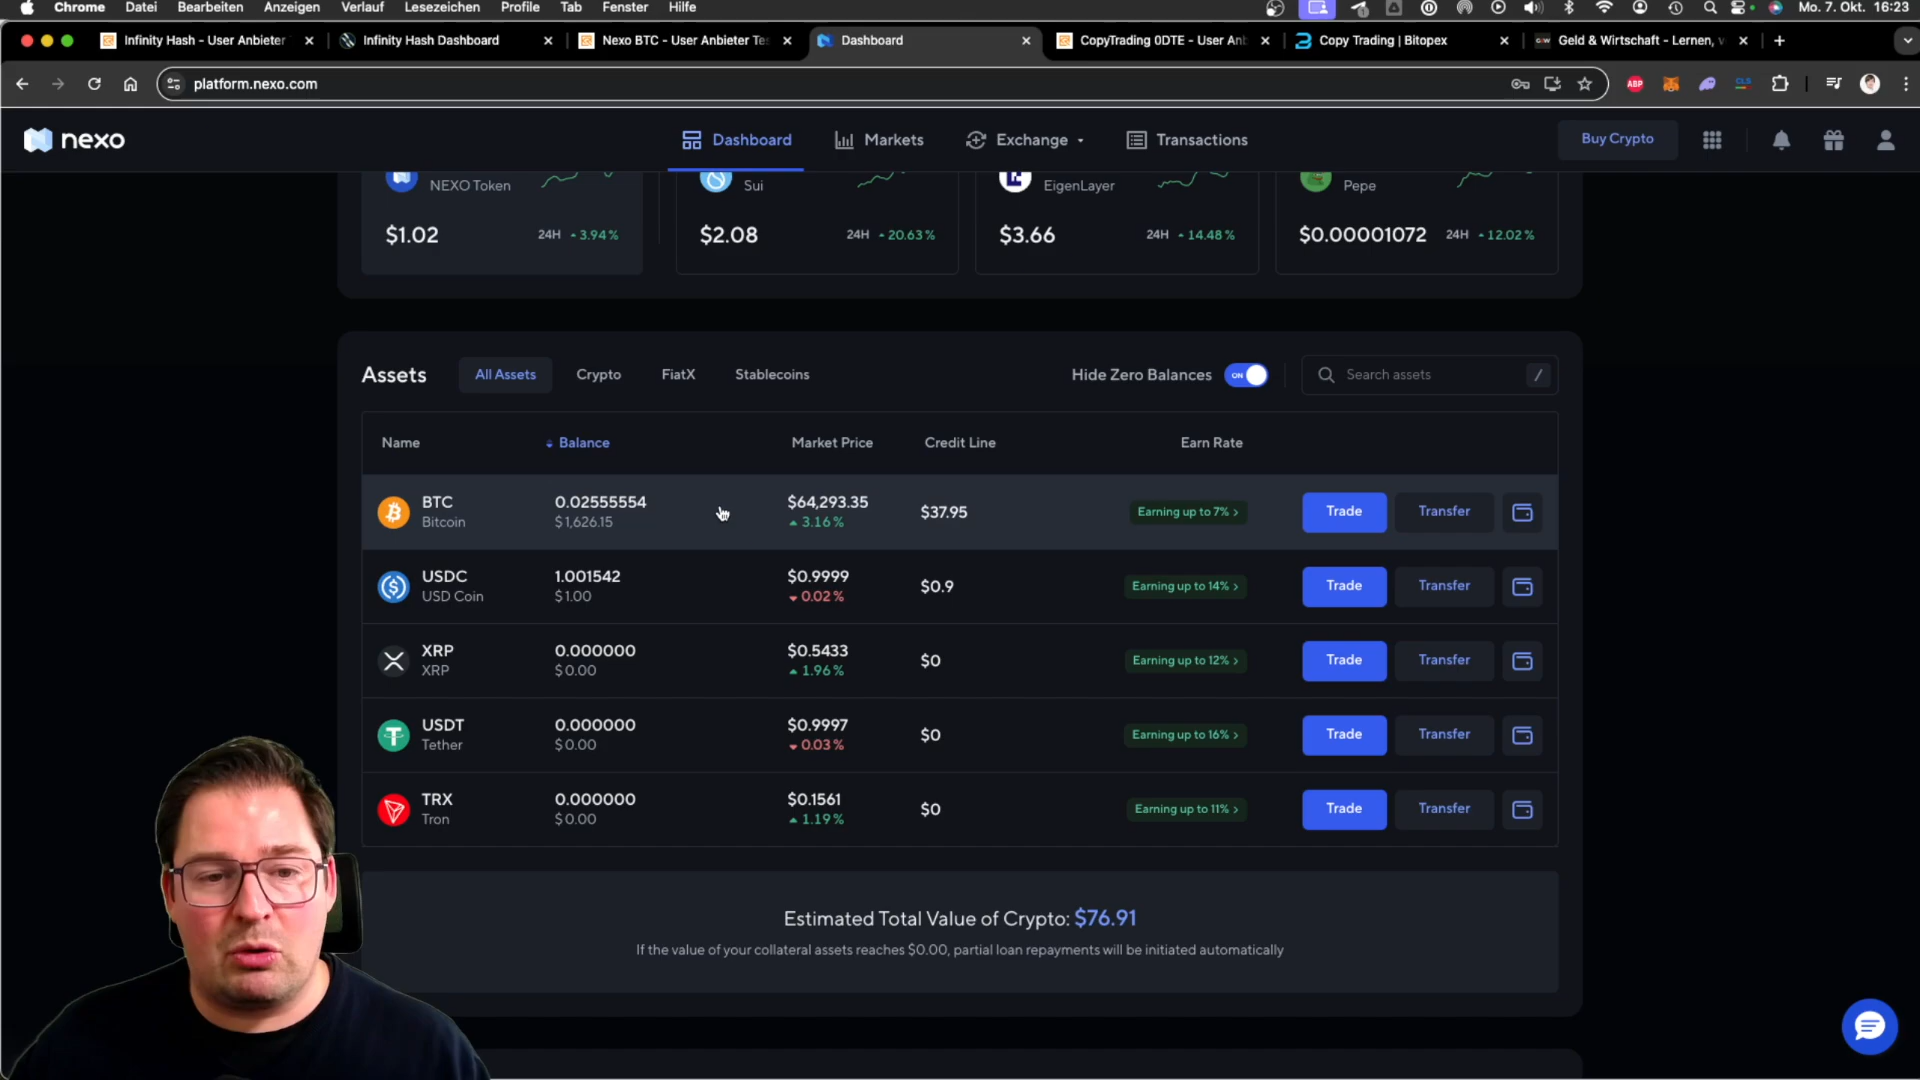 Chrome Datei Bearbeiten Anzeigen Verlauf Lesezeichen Profile Tab Fenster Hilfe Mo. 7. Okt. 16:23
Infinity Hash - User Anbieter Infinity Hash Dashboard Nexo BTC - User Anbieter Te Dashboard CopyTrading 0DTE - User Anb Copy Trading | Bitopex Geld & Wirtschaft - Lernen, v
platform.nexo.com ABP CLS
nexo Dashboard Markets Exchange Transactions Buy Crypto
NEXO Token Sui EigenLayer Pepe
$1.02 24H 3.94% $2.08 24H 20.63% $3.66 24H 14.48% $0.00001072 24H 12.02%
Assets All Assets Crypto FiatX Stablecoins Hide Zero Balances ON Search assets /
Name Balance Market Price Credit Line Earn Rate
BTC 0.02555554 $64,293.35 $37.95 Earning up to 7% > Trade Transfer
Bitcoin $1,626.15 3.16%
USDC 1.001542 $0.9999 $0.9 Earning up to 14% > Trade Transfer
USD Coin $1.00 0.02%
XRP 0.000000 $0.5433 $0 Earning up to 12% > Trade Transfer
XRP $0.00 1.96%
USDT 0.000000 $0.9997 $0 Earning up to 16% > Trade Transfer
Tether $0.00 0.03%
TRX 0.000000 $0.1561 $0 Earning up to 11% > Trade Transfer
Tron $0.00 1.19%
Estimated Total Value of Crypto: $76.91
If the value of your collateral assets reaches $0.00, partial loan repayments will be initiated automatically